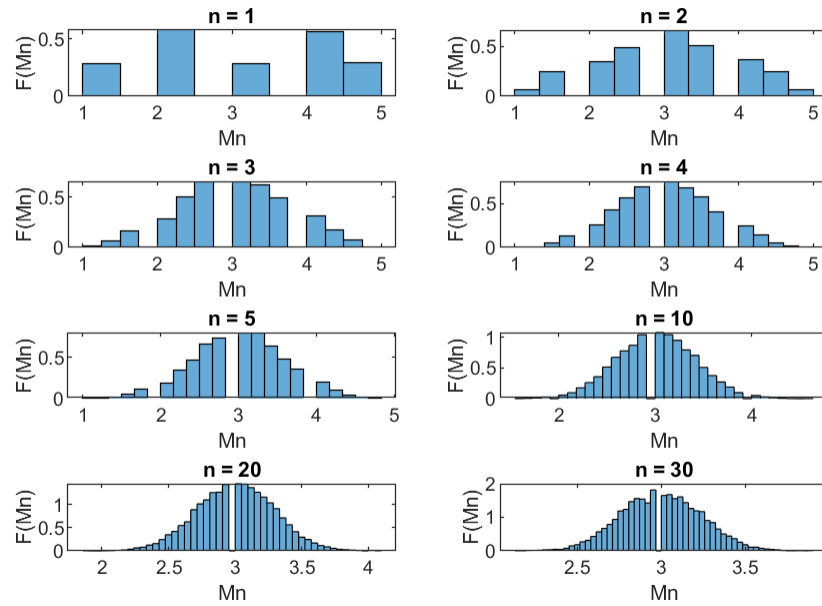 n = 1
0.5
0
F(Mn)
1 2 3 4 5
Mn
n = 2
0.5
0
F(Mn)
1 2 3 4 5
Mn
n = 3
0.5
0
F(Mn)
1 2 3 4 5
Mn
n = 4
0.5
0
F(Mn)
1 2 3 4 5
Mn
n = 5
0.5
0
F(Mn)
1 2 3 4 5
Mn
n = 10
1
0.5
0
F(Mn)
2 3 4
Mn
n = 20
1
0.5
0
F(Mn)
2 2.5 3 3.5 4
Mn
n = 30
2
1
0
F(Mn)
2.5 3 3.5
Mn